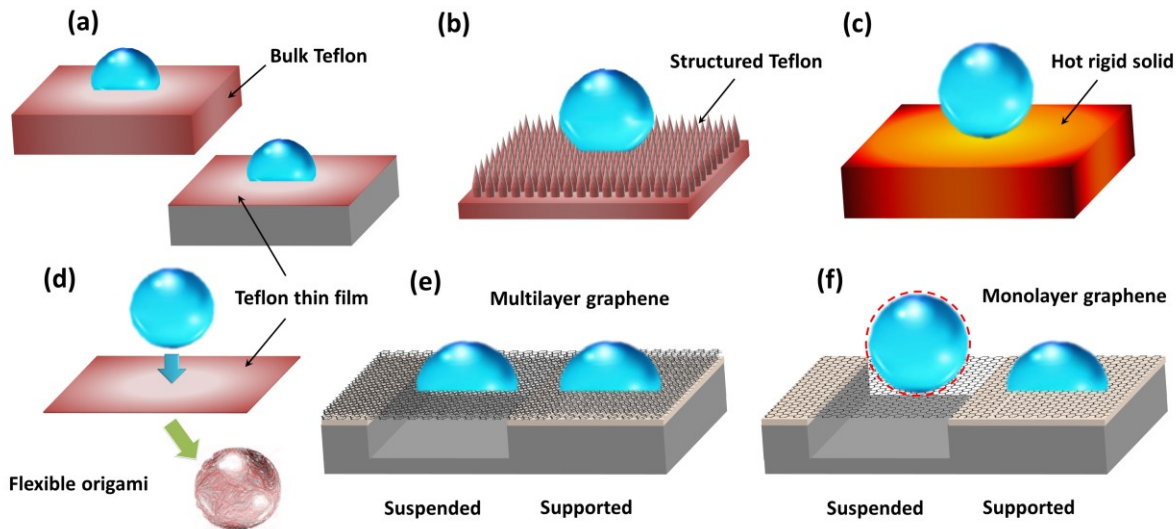 (a)
Bulk Teflon
(b)
Structured Teflon
(c)
Hot rigid solid
(d)
Teflon thin film
Flexible origami
(e)
Multilayer graphene
Suspended
Supported
(f)
Monolayer graphene
Suspended
Supported